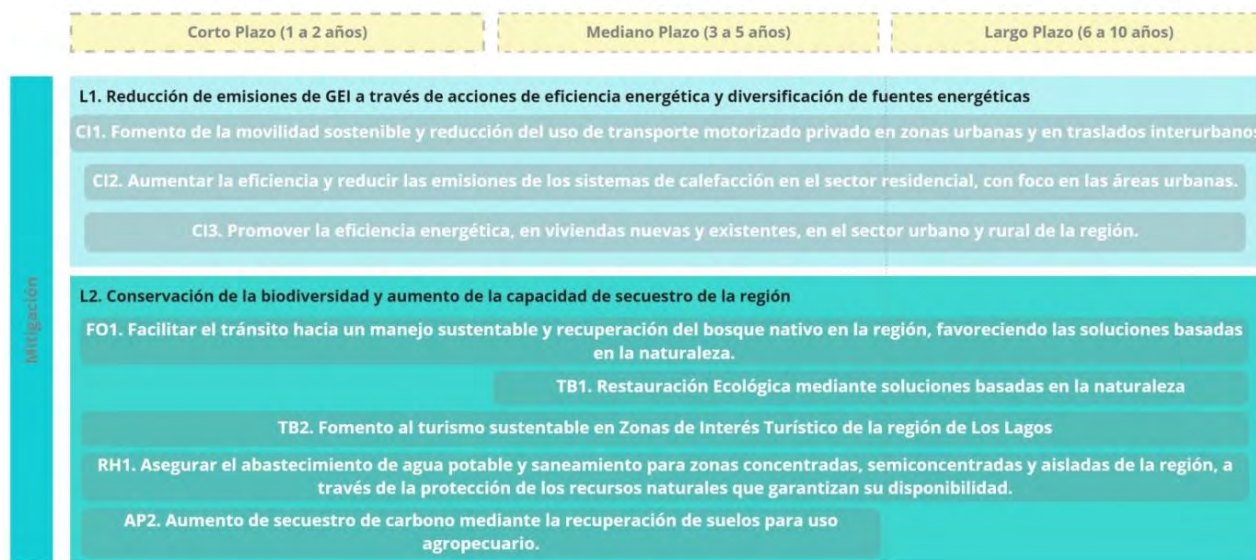 Corto Plazo (1 a 2 años)
Mediano Plazo (3 a 5 años)
Largo Plazo (6 a 10 años)
Mitigación
L1. Reducción de emisiones de GEI a través de acciones de eficiencia energética y diversificación de fuentes energéticas
CI1. Fomento de la movilidad sostenible y reducción del uso de transporte motorizado privado en zonas urbanas y en traslados interurbanos
CI2. Aumentar la eficiencia y reducir las emisiones de los sistemas de calefacción en el sector residencial, con foco en las áreas urbanas.
CI3. Promover la eficiencia energética, en viviendas nuevas y existentes, en el sector urbano y rural de la región.
L2. Conservación de la biodiversidad y aumento de la capacidad de secuestro de la región
FO1. Facilitar el tránsito hacia un manejo sustentable y recuperación del bosque nativo en la región, favoreciendo las soluciones basadas
en la naturaleza.
TB1. Restauración Ecológica mediante soluciones basadas en la naturaleza
TB2. Fomento al turismo sustentable en Zonas de Interés Turístico de la región de Los Lagos
RH1. Asegurar el abastecimiento de agua potable y saneamiento para zonas concentradas, semiconcentradas y aisladas de la región, a
través de la protección de los recursos naturales que garantizan su disponibilidad.
AP2. Aumento de secuestro de carbono mediante la recuperación de suelos para uso
agropecuario.